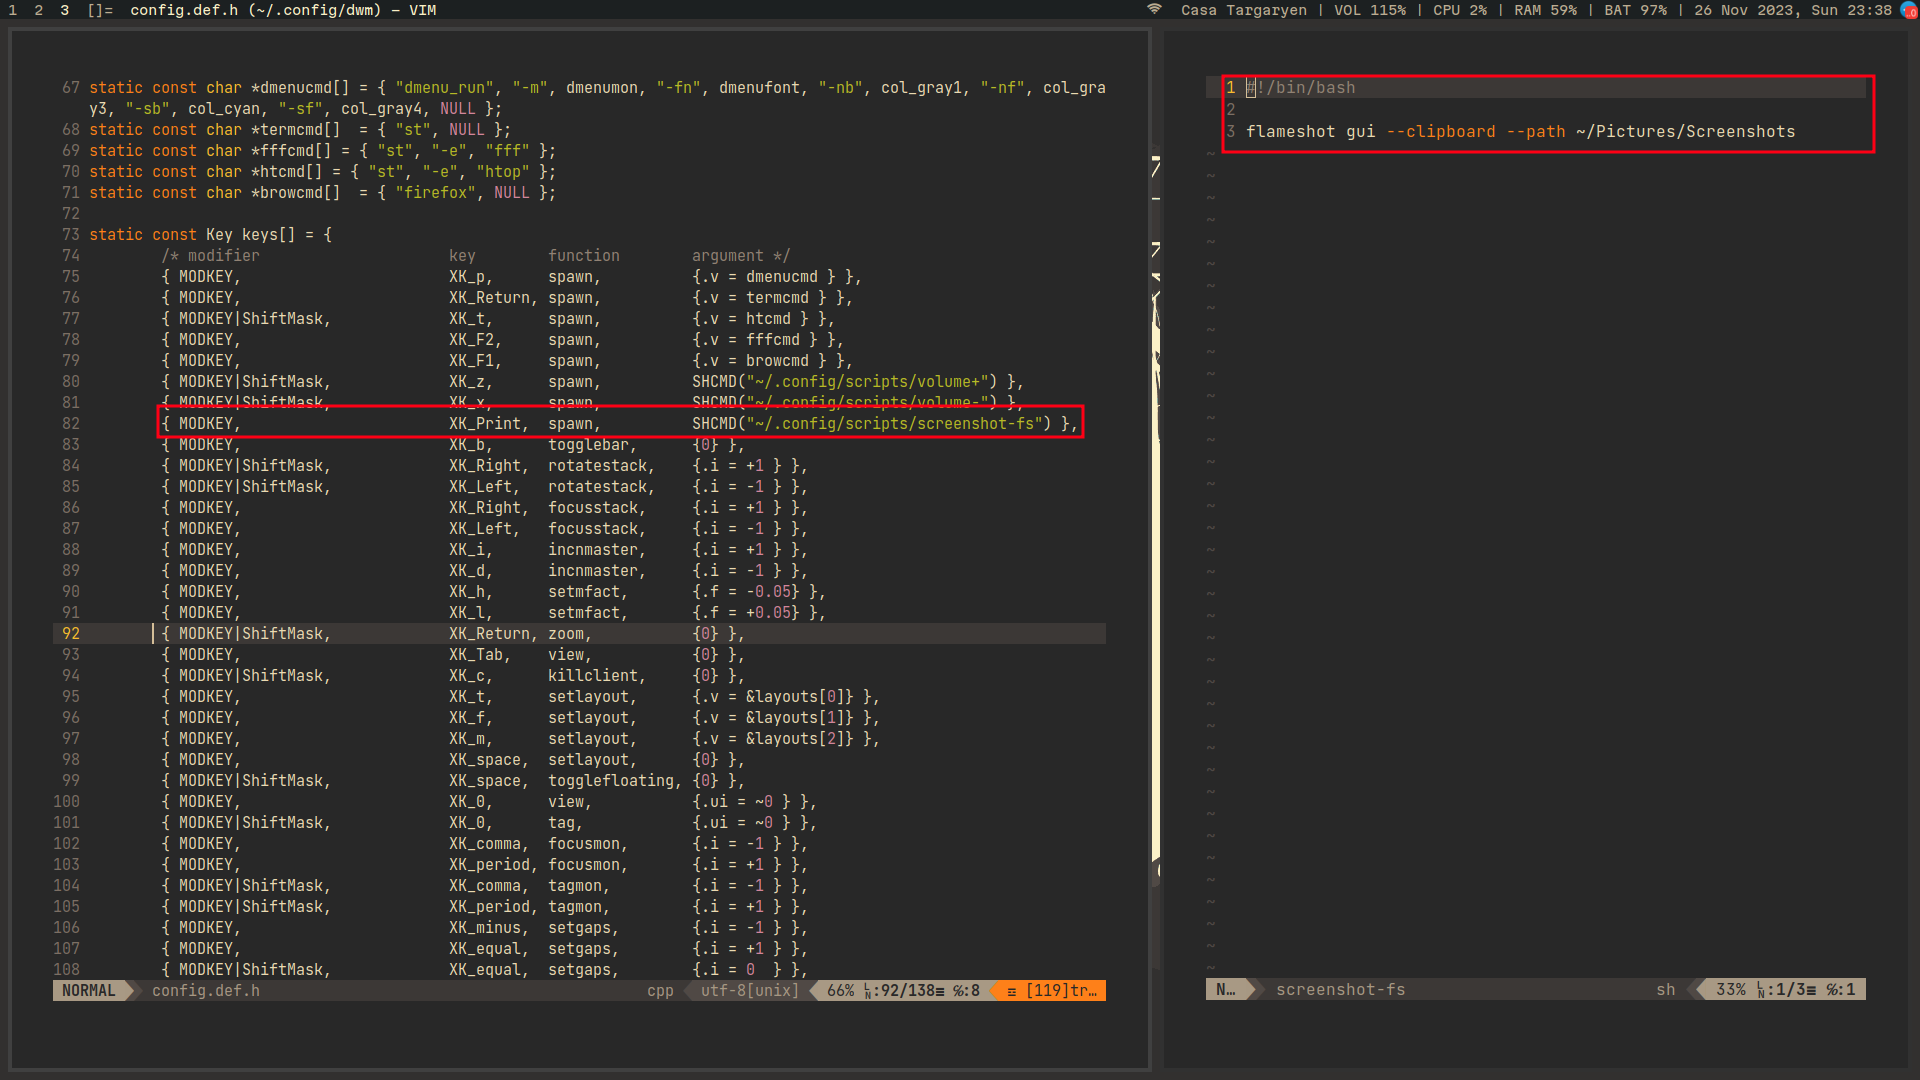 1 2 3 []= config.def.h (~/.config/dwm) – VIM Casa Targaryen | VOL 115% | CPU 2% | RAM 59% | BAT 97% | 26 Nov 2023, Sun 23:38
67 static const char *dmenucmd[] = { "dmenu_run", "-m", dmenumon, "-fn", dmenufont, "-nb", col_gray1, "-nf", col_gra
y3, "-sb", col_cyan, "-sf", col_gray4, NULL };
68 static const char *termcmd[]  = { "st", NULL };
69 static const char *fffcmd[] = { "st", "-e", "fff" };
70 static const char *htcmd[] = { "st", "-e", "htop" };
71 static const char *browcmd[]  = { "firefox", NULL };
72
73 static const Key keys[] = {
74         /* modifier                     key        function        argument */
75         { MODKEY,                       XK_p,      spawn,          {.v = dmenucmd } },
76         { MODKEY,                       XK_Return, spawn,          {.v = termcmd } },
77         { MODKEY|ShiftMask,             XK_t,      spawn,          {.v = htcmd } },
78         { MODKEY,                       XK_F2,     spawn,          {.v = fffcmd } },
79         { MODKEY,                       XK_F1,     spawn,          {.v = browcmd } },
80         { MODKEY|ShiftMask,             XK_z,      spawn,          SHCMD("~/.config/scripts/volume+") },
81         { MODKEY|ShiftMask,             XK_x,      spawn,          SHCMD("~/.config/scripts/volume-") },
82         { MODKEY,                       XK_Print,  spawn,          SHCMD("~/.config/scripts/screenshot-fs") },
83         { MODKEY,                       XK_b,      togglebar,      {0} },
84         { MODKEY|ShiftMask,             XK_Right,  rotatestack,    {.i = +1 } },
85         { MODKEY|ShiftMask,             XK_Left,   rotatestack,    {.i = -1 } },
86         { MODKEY,                       XK_Right,  focusstack,     {.i = +1 } },
87         { MODKEY,                       XK_Left,   focusstack,     {.i = -1 } },
88         { MODKEY,                       XK_i,      incnmaster,     {.i = +1 } },
89         { MODKEY,                       XK_d,      incnmaster,     {.i = -1 } },
90         { MODKEY,                       XK_h,      setmfact,       {.f = -0.05} },
91         { MODKEY,                       XK_l,      setmfact,       {.f = +0.05} },
92         { MODKEY|ShiftMask,             XK_Return, zoom,           {0} },
93         { MODKEY,                       XK_Tab,    view,           {0} },
94         { MODKEY|ShiftMask,             XK_c,      killclient,     {0} },
95         { MODKEY,                       XK_t,      setlayout,      {.v = &layouts[0]} },
96         { MODKEY,                       XK_f,      setlayout,      {.v = &layouts[1]} },
97         { MODKEY,                       XK_m,      setlayout,      {.v = &layouts[2]} },
98         { MODKEY,                       XK_space,  setlayout,      {0} },
99         { MODKEY|ShiftMask,             XK_space,  togglefloating, {0} },
100         { MODKEY,                       XK_0,      view,           {.ui = ~0 } },
101         { MODKEY|ShiftMask,             XK_0,      tag,            {.ui = ~0 } },
102         { MODKEY,                       XK_comma,  focusmon,       {.i = -1 } },
103         { MODKEY,                       XK_period, focusmon,       {.i = +1 } },
104         { MODKEY|ShiftMask,             XK_comma,  tagmon,         {.i = -1 } },
105         { MODKEY|ShiftMask,             XK_period, tagmon,         {.i = +1 } },
106         { MODKEY,                       XK_minus,  setgaps,        {.i = -1 } },
107         { MODKEY,                       XK_equal,  setgaps,        {.i = +1 } },
108         { MODKEY|ShiftMask,             XK_equal,  setgaps,        {.i = 0  } },
NORMAL config.def.h cpp utf-8[unix] 66% ㏑:92/138≡ ℅:8 ☲ [119]tr…
1 #!/bin/bash
2
3 flameshot gui --clipboard --path ~/Pictures/Screenshots
N… screenshot-fs sh 33% ㏑:1/3≡ ℅:1